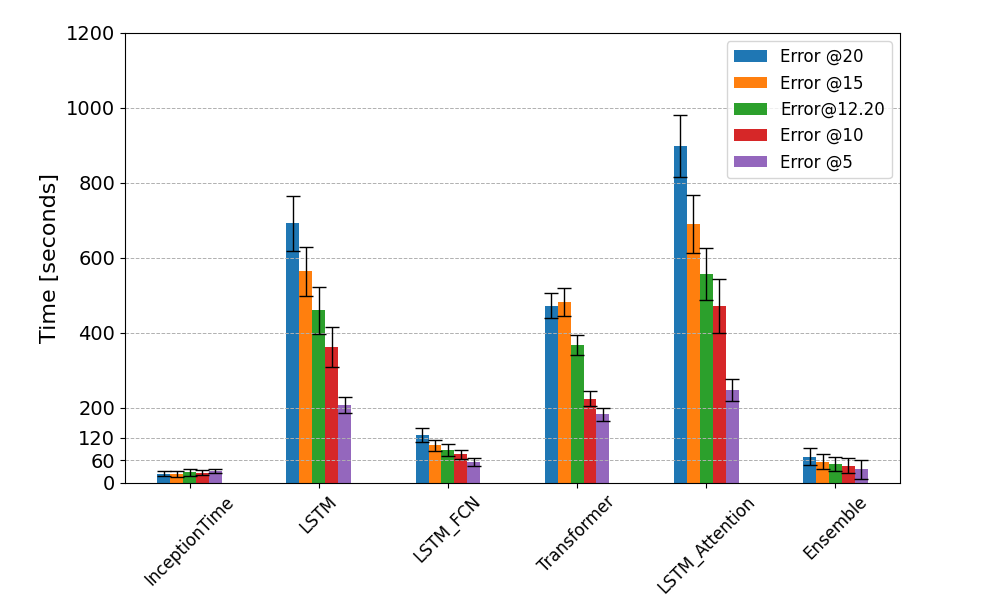 Time [seconds]
1200
1000
800
600
400
200
120
60
0
Error @20
Error @15
Error@12.20
Error @10
Error @5
InceptionTime
LSTM
LSTM_FCN
Transformer
LSTM_Attention
Ensemble